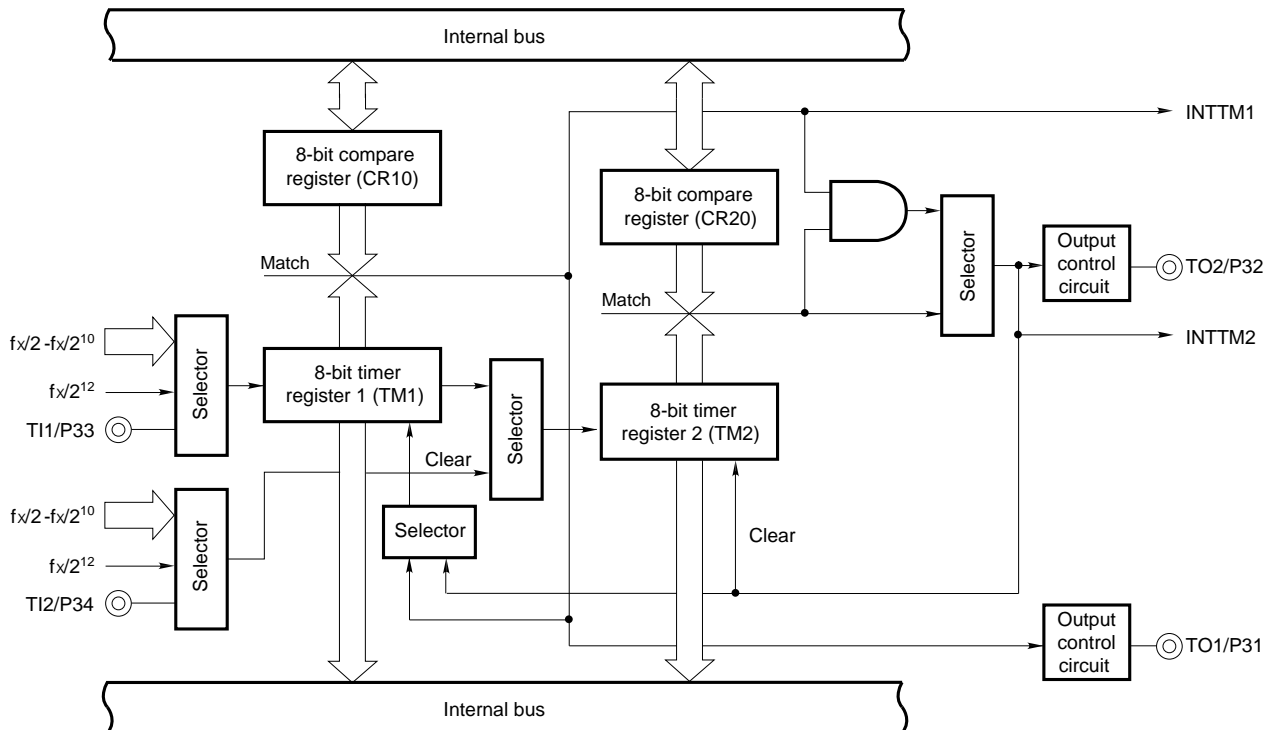 Internal bus
INTTM1
8-bit compare
register (CR10)
8-bit compare
register (CR20)
Selector
Output
control
circuit
TO2/P32
Match
Match
INTTM2
fx/2 -fx/2¹⁰
fx/2¹²
TI1/P33
Selector
8-bit timer
register 1 (TM1)
Selector
8-bit timer
register 2 (TM2)
Clear
fx/2 -fx/2¹⁰
fx/2¹²
TI2/P34
Selector
Selector
Clear
Output
control
circuit
TO1/P31
Internal bus